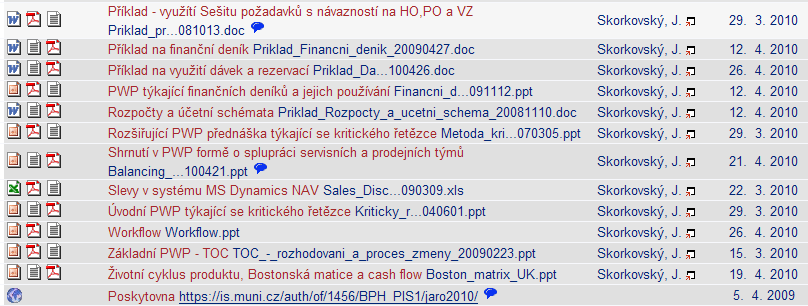 Příklad - využítí Sešitu požadavků s návazností na HO,PO a VZ
Priklad_pr...081013.doc Skorkovský, J. 29. 3. 2010
Příklad na finanční deník Priklad_Financni_denik_20090427.doc Skorkovský, J. 12. 4. 2010
Příklad na využití dávek a rezervací Priklad_Da...100426.doc Skorkovský, J. 26. 4. 2010
PWP týkající finančních deníků a jejich používání Financni_d...091112.ppt Skorkovský, J. 12. 4. 2010
Rozpočty a účetní schémata Priklad_Rozpocty_a_ucetni_schema_20081110.doc Skorkovský, J. 12. 4. 2010
Rozšiřující PWP přednáška týkající se kritického řetězce Metoda_kri...070305.ppt Skorkovský, J. 29. 3. 2010
Shrnutí v PWP formě o splupráci servisních a prodejních týmů
Balancing_...100421.ppt Skorkovský, J. 21. 4. 2010
Slevy v systému MS Dynamics NAV Sales_Disc...090309.xls Skorkovský, J. 22. 3. 2010
Úvodní PWP týkající se kritického řetězce Kriticky_r...040601.ppt Skorkovský, J. 29. 3. 2010
Workflow Workflow.ppt Skorkovský, J. 26. 4. 2010
Základní PWP - TOC TOC_-_rozhodovani_a_proces_zmeny_20090223.ppt Skorkovský, J. 15. 3. 2010
Životní cyklus produktu, Bostonská matice a cash flow Boston_matrix_UK.ppt Skorkovský, J. 19. 4. 2010
Poskytovna https://is.muni.cz/auth/of/1456/BPH_PIS1/jaro2010/ 5. 4. 2009